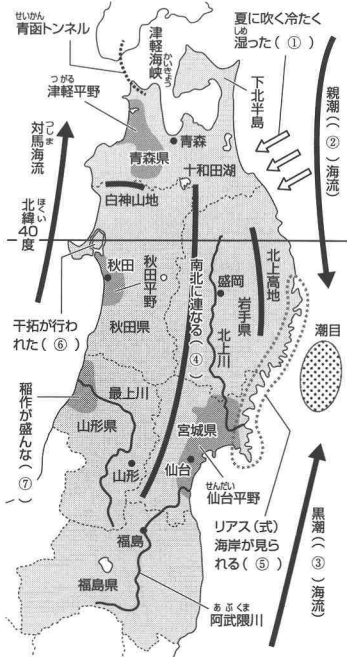 せいかん
青函トンネル
つがる
津軽平野
津軽海峡
かいきょう
夏に吹く冷たく
しめ
湿った(①)
下北半島
親潮(②)海流
青森
青森県
十和田湖
対馬海流
つしま
白神山地
北緯40度
ほくい
秋田
秋田平野
秋田県
干拓が行わ
れた(⑥)
南北に連なる(④)
盛岡
岩手県
北上高地
北上川
潮目
稲作が盛んな(⑦)
最上川
山形県
山形
宮城県
仙台
せんだい
仙台平野
リアス(式)
海岸が見ら
れる(⑤)
黒潮(③)海流
福島
福島県
あぶくま
阿武隈川